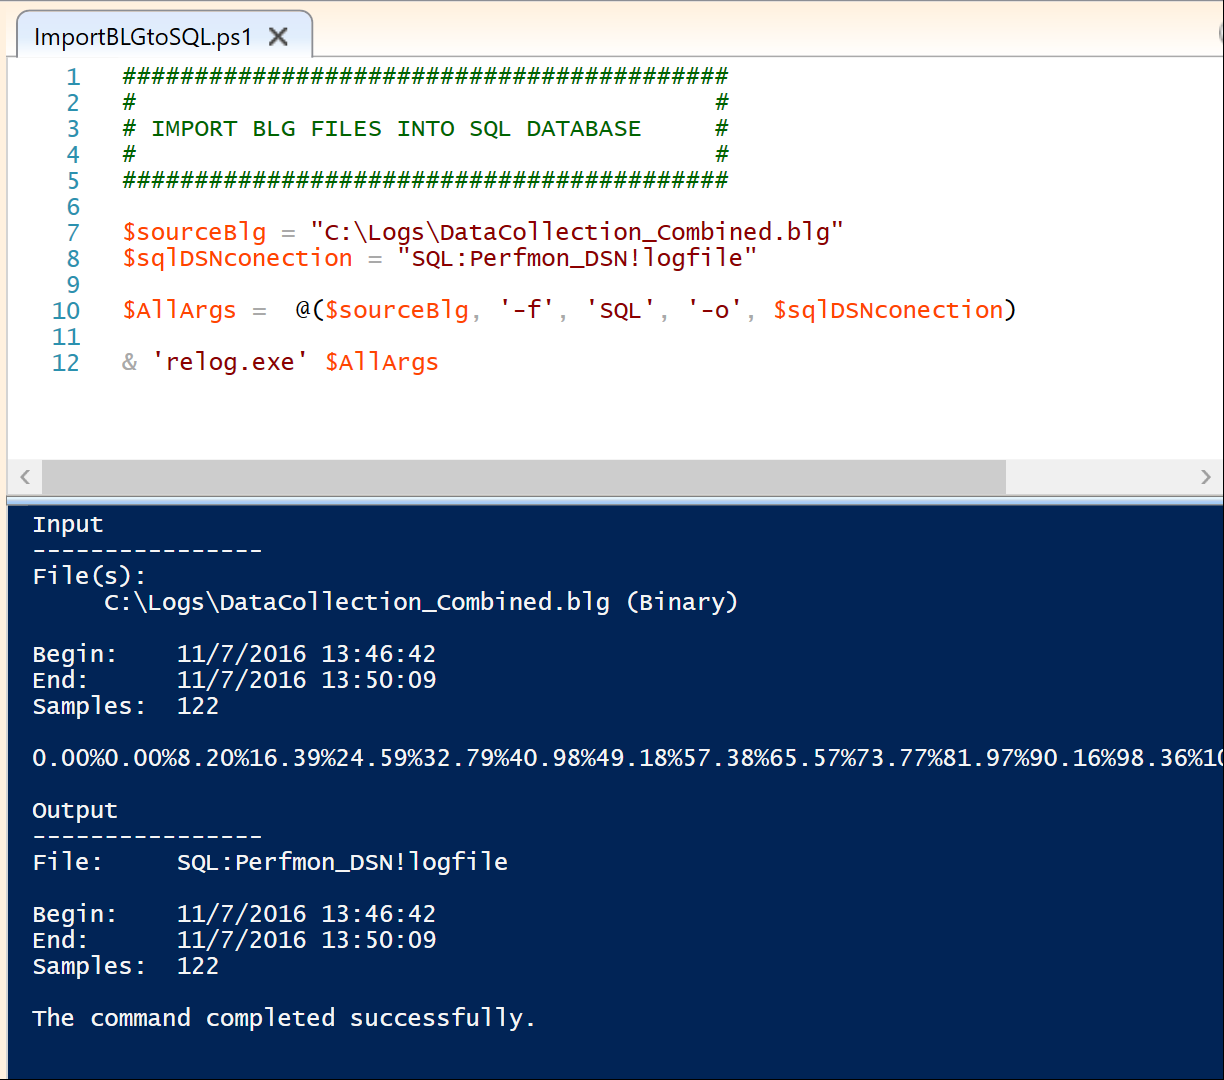 ImportBLGtoSQL.ps1
1 ##########################################
2 # #
3 # IMPORT BLG FILES INTO SQL DATABASE #
4 # #
5 ##########################################
6
7 $sourceBlg = "C:\Logs\DataCollection_Combined.blg"
8 $sqlDSNconection = "SQL:Perfmon_DSN!logfile"
9
10 $AllArgs = @($sourceBlg, '-f', 'SQL', '-o', $sqlDSNconection)
11
12 & 'relog.exe' $AllArgs
Input
----------------
File(s):
C:\Logs\DataCollection_Combined.blg (Binary)
Begin: 11/7/2016 13:46:42
End: 11/7/2016 13:50:09
Samples: 122
0.00%0.00%8.20%16.39%24.59%32.79%40.98%49.18%57.38%65.57%73.77%81.97%90.16%98.36%10
Output
----------------
File: SQL:Perfmon_DSN!logfile
Begin: 11/7/2016 13:46:42
End: 11/7/2016 13:50:09
Samples: 122
The command completed successfully.